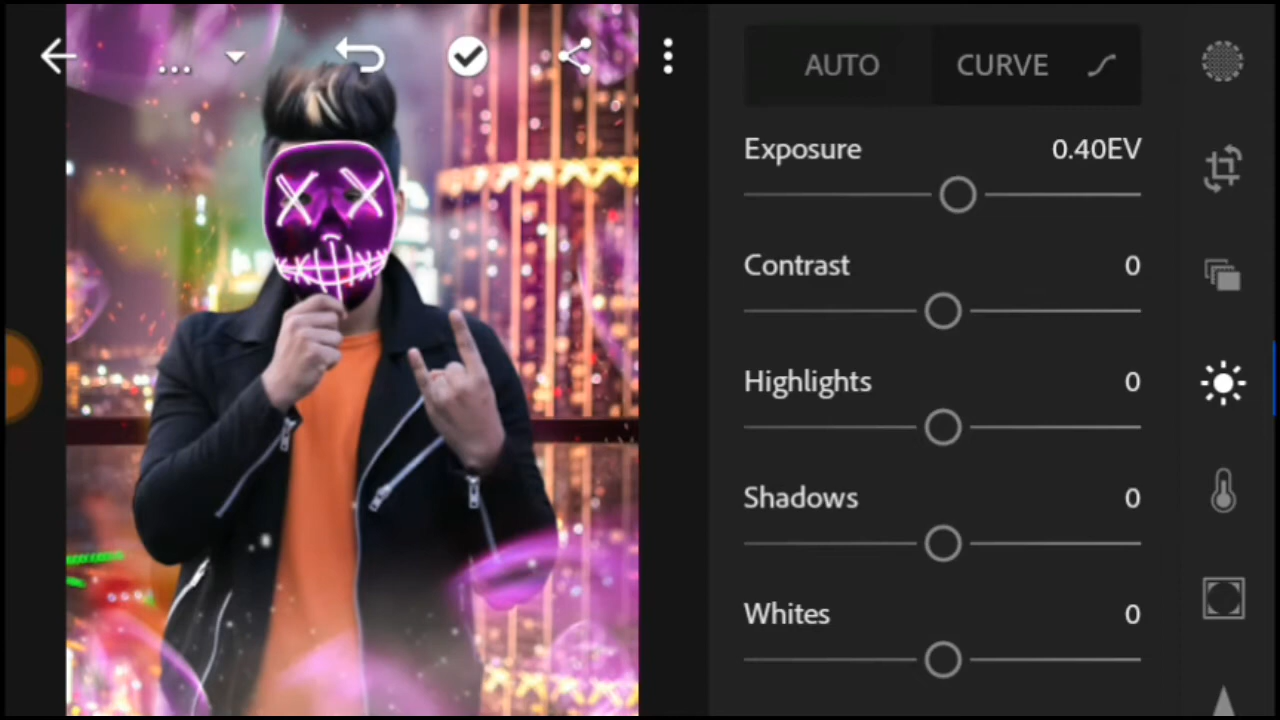 AUTO CURVE
Exposure 0.40EV
Contrast 0
Highlights 0
Shadows 0
Whites 0